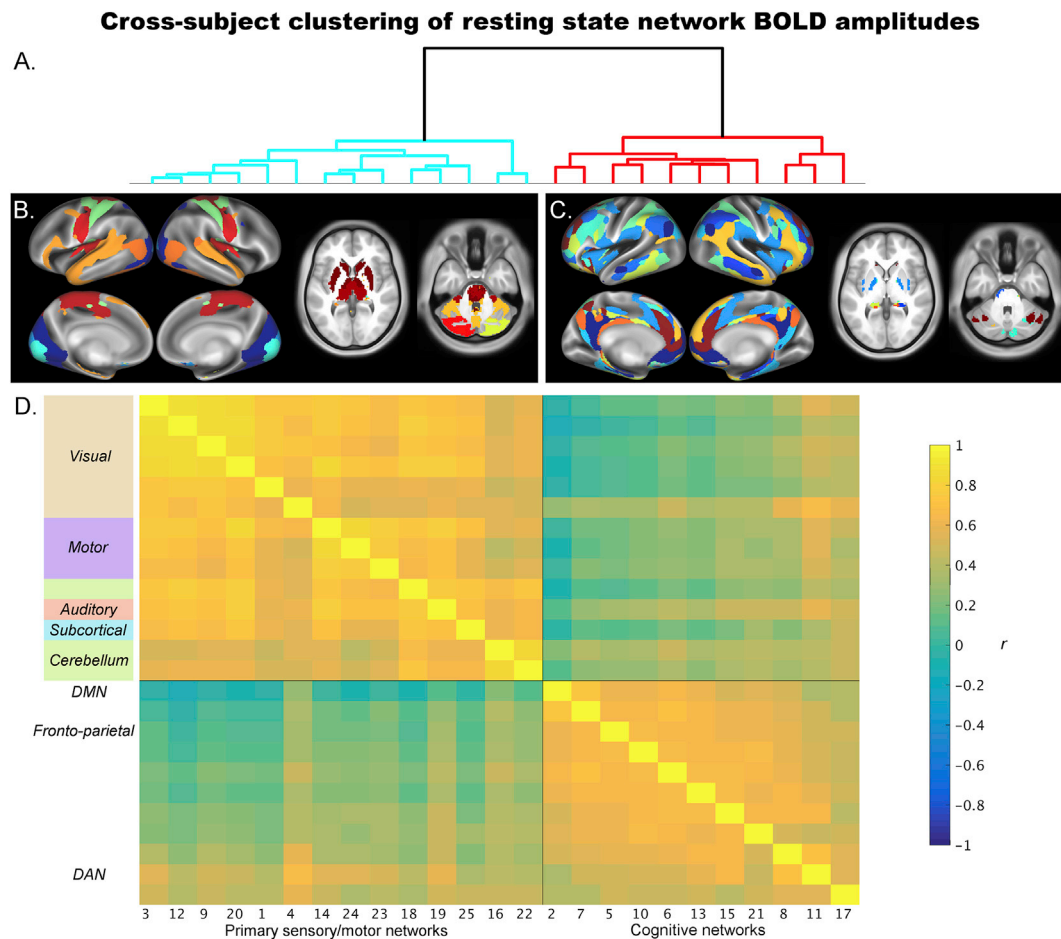 Cross-subject clustering of resting state network BOLD amplitudes
A.
B.
C.
D.
Visual
Motor
Auditory
Subcortical
Cerebellum
DMN
Fronto-parietal
DAN
3 12 9 20 1 4 14 24 23 18 19 25 16 22 2 7 5 10 6 13 15 21 8 11 17
Primary sensory/motor networks Cognitive networks
1
0.8
0.6
0.4
0.2
0
r
−0.2
−0.4
−0.6
−0.8
−1